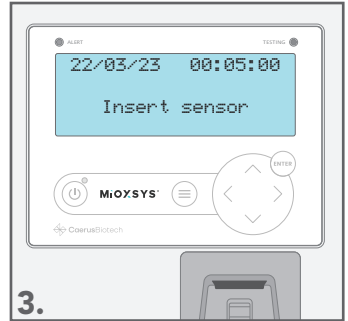 ALERT TESTING
22/03/23 00:05:00
Insert sensor
ENTER
MiOXSYS
CoerusBiotech
3.